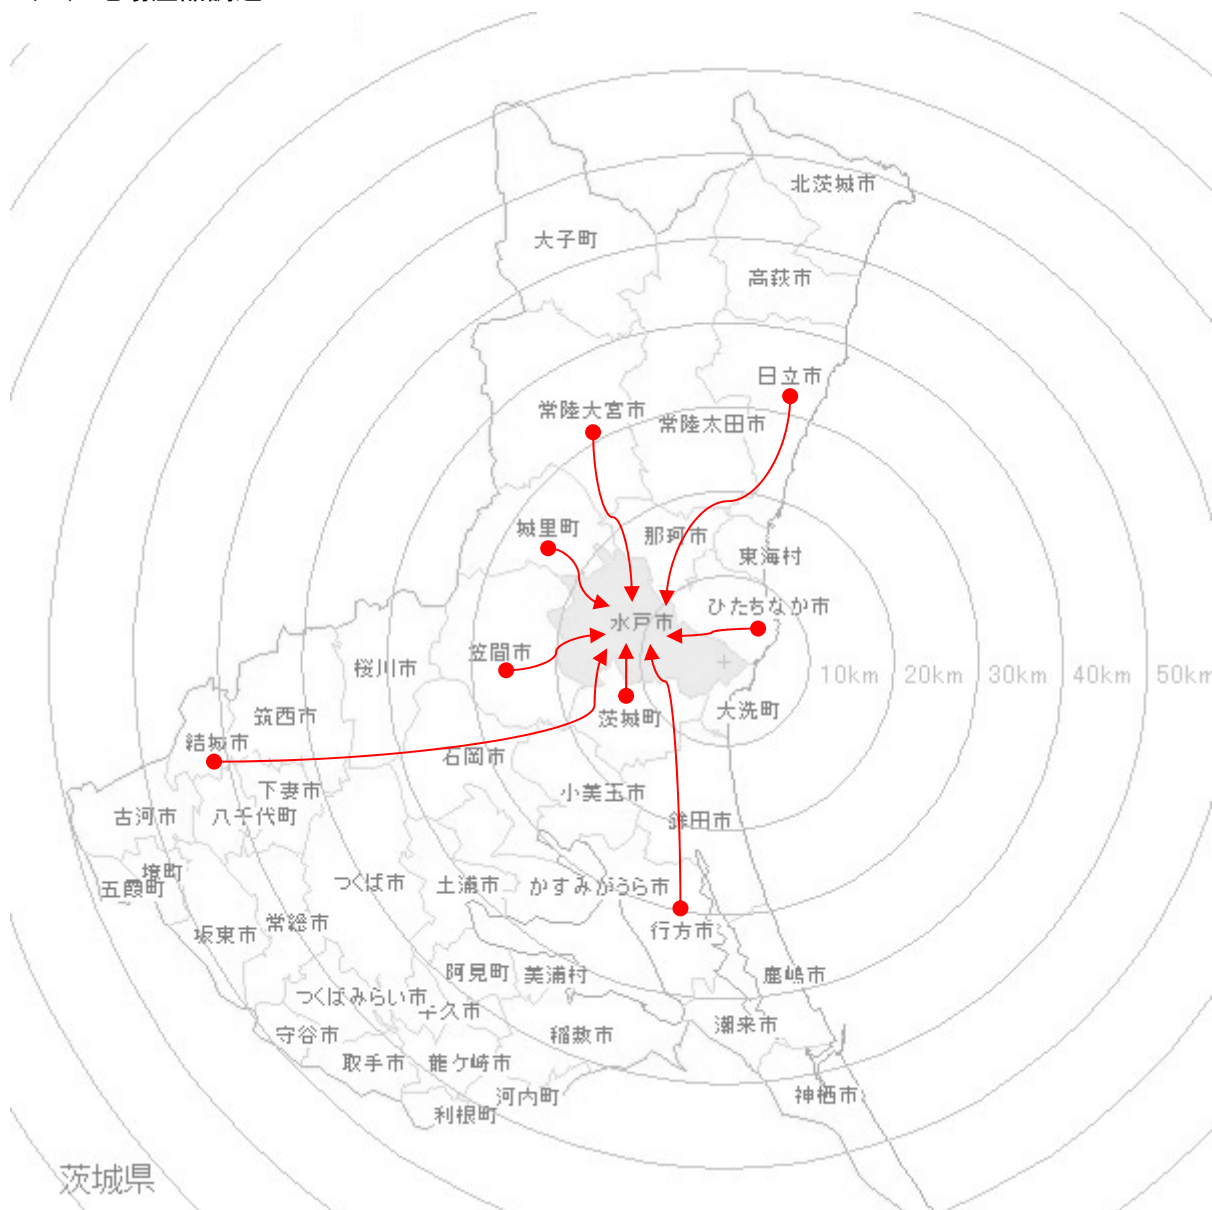 北茨城市
大子町
高萩市
日立市
常陸大宮市
常陸太田市
城里町
那珂市
東海村
ひたちなか市
水戸市
笠間市
桜川市
10km
20km
30km
40km
50km
茨城町
大洗町
筑西市
結城市
石岡市
下妻市
小美玉市
古河市
八千代町
鉾田市
境町
五霞町
つくば市
土浦市
かすみがうら市
常総市
坂東市
行方市
阿見町
美浦村
鹿嶋市
つくばみらい市
牛久市
守谷市
稲敷市
潮来市
取手市
龍ケ崎市
河内町
神栖市
利根町
茨城県